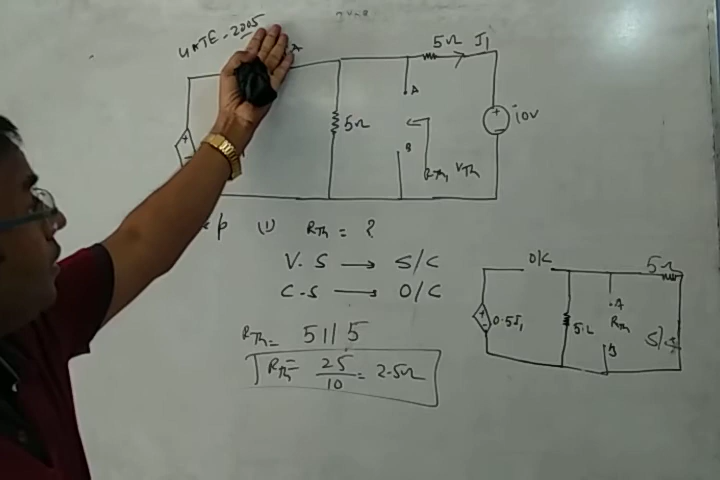 GATE - 2005
A
5Ω I₁
5Ω
A
B
10V
RTh, VTh
(1) RTh = ?
V.S → S/C
C.S → O/C
RTh = 5 || 5
RTh = 25/10 = 2.5Ω
O/C
5Ω
0.5I₁
5Ω
A
RTh
B
S/C